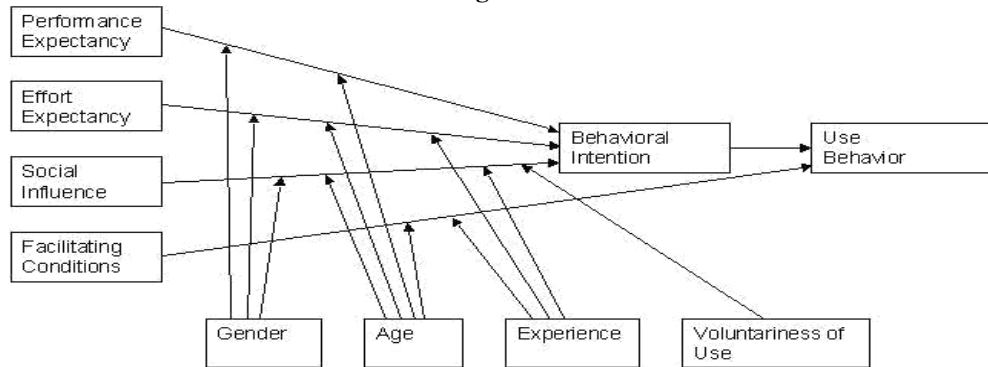 Performance
Expectancy
Effort
Expectancy
Social
Influence
Facilitating
Conditions
Behavioral
Intention
Use
Behavior
Gender
Age
Experience
Voluntariness of
Use